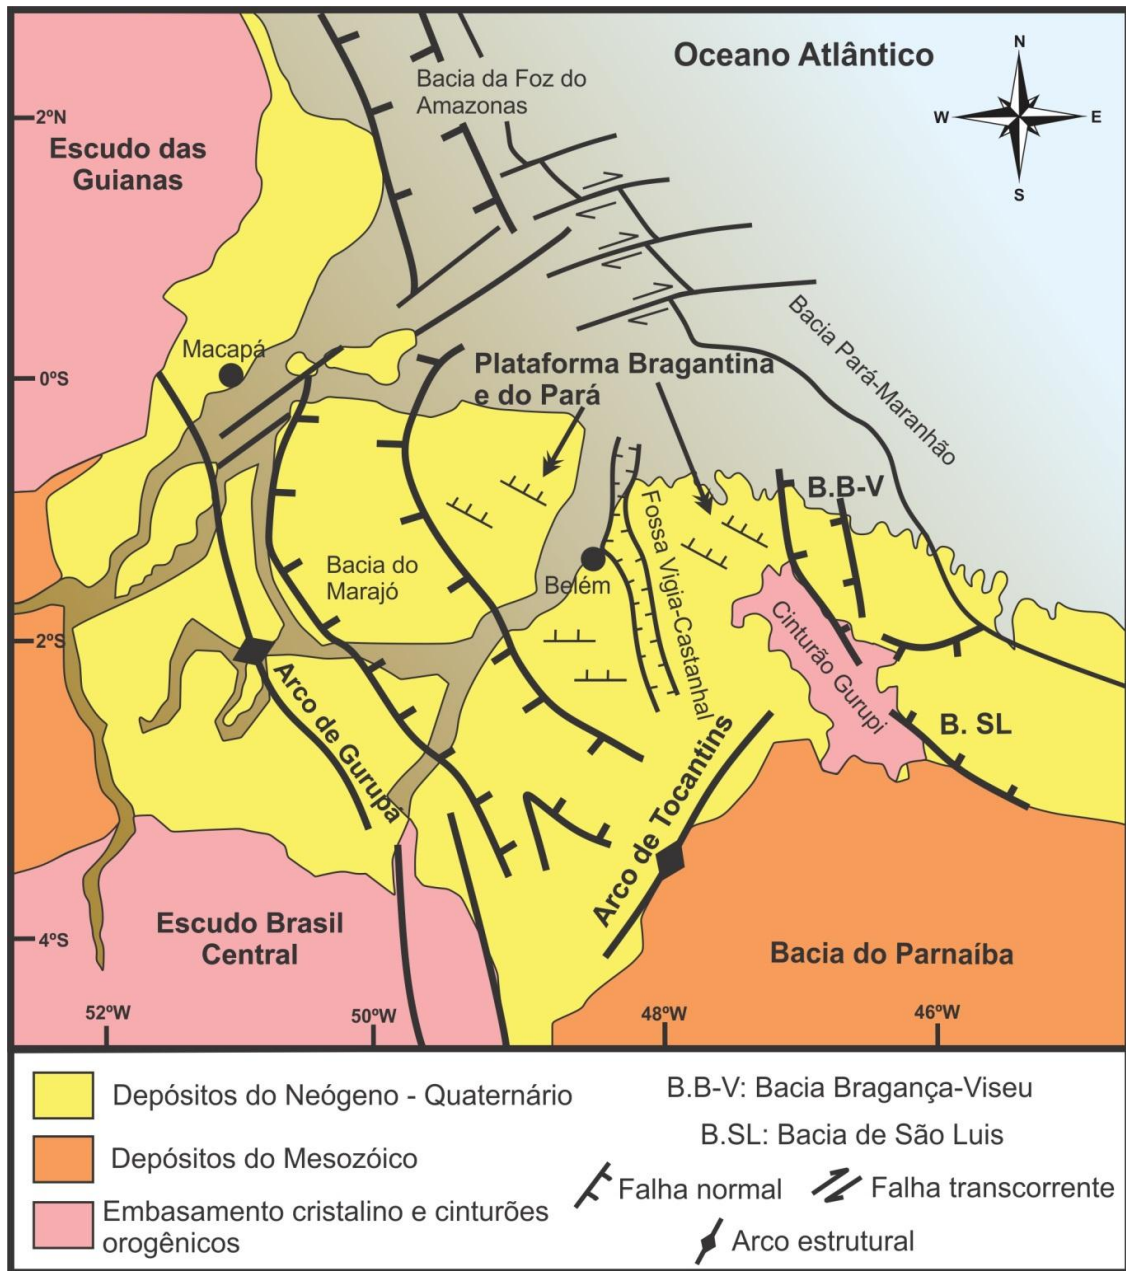 Oceano Atlântico
N
W
E
S
Bacia da Foz do
Amazonas
2ºN
Escudo das
Guianas
Bacia Pará-Maranhão
Macapá
0ºS
Plataforma Bragantina
e do Pará
B.B-V
Fossa Vigia-Castanhal
Bacia do
Marajó
Belém
2ºS
Cinturão Gurupi
Arco de Gurupá
B. SL
Arco de Tocantins
Escudo Brasil
Central
4ºS
Bacia do Parnaíba
52ºW
50ºW
48ºW
46ºW
Depósitos do Neógeno - Quaternário
Depósitos do Mesozóico
Embasamento cristalino e cinturões
orogênicos
B.B-V: Bacia Bragança-Viseu
B.SL: Bacia de São Luis
Falha normal
Falha transcorrente
Arco estrutural